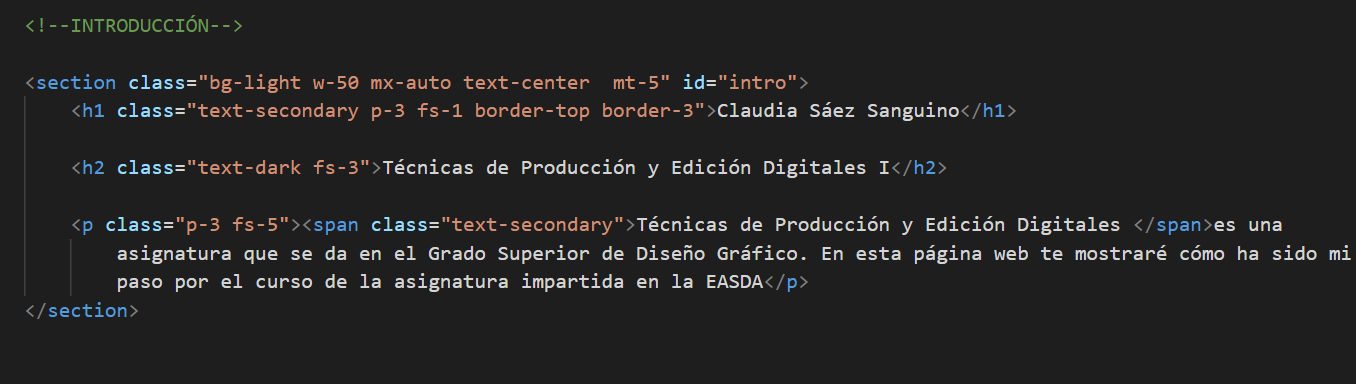 <!--INTRODUCCIÓN-->
<section class="bg-light w-50 mx-auto text-center  mt-5" id="intro">
<h1 class="text-secondary p-3 fs-1 border-top border-3">Claudia Sáez Sanguino</h1>
<h2 class="text-dark fs-3">Técnicas de Producción y Edición Digitales I</h2>
<p class="p-3 fs-5"><span class="text-secondary">Técnicas de Producción y Edición Digitales </span>es una
asignatura que se da en el Grado Superior de Diseño Gráfico. En esta página web te mostraré cómo ha sido mi
paso por el curso de la asignatura impartida en la EASDA</p>
</section>